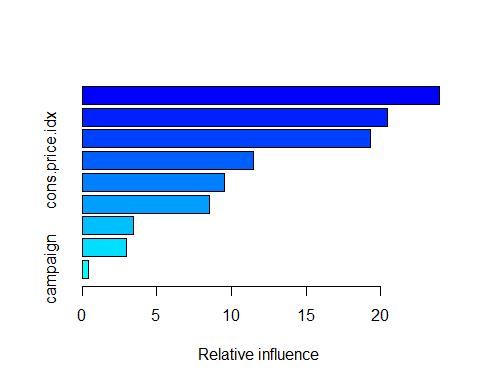 cons.price.idx
campaign
0 5 10 15 20
Relative influence